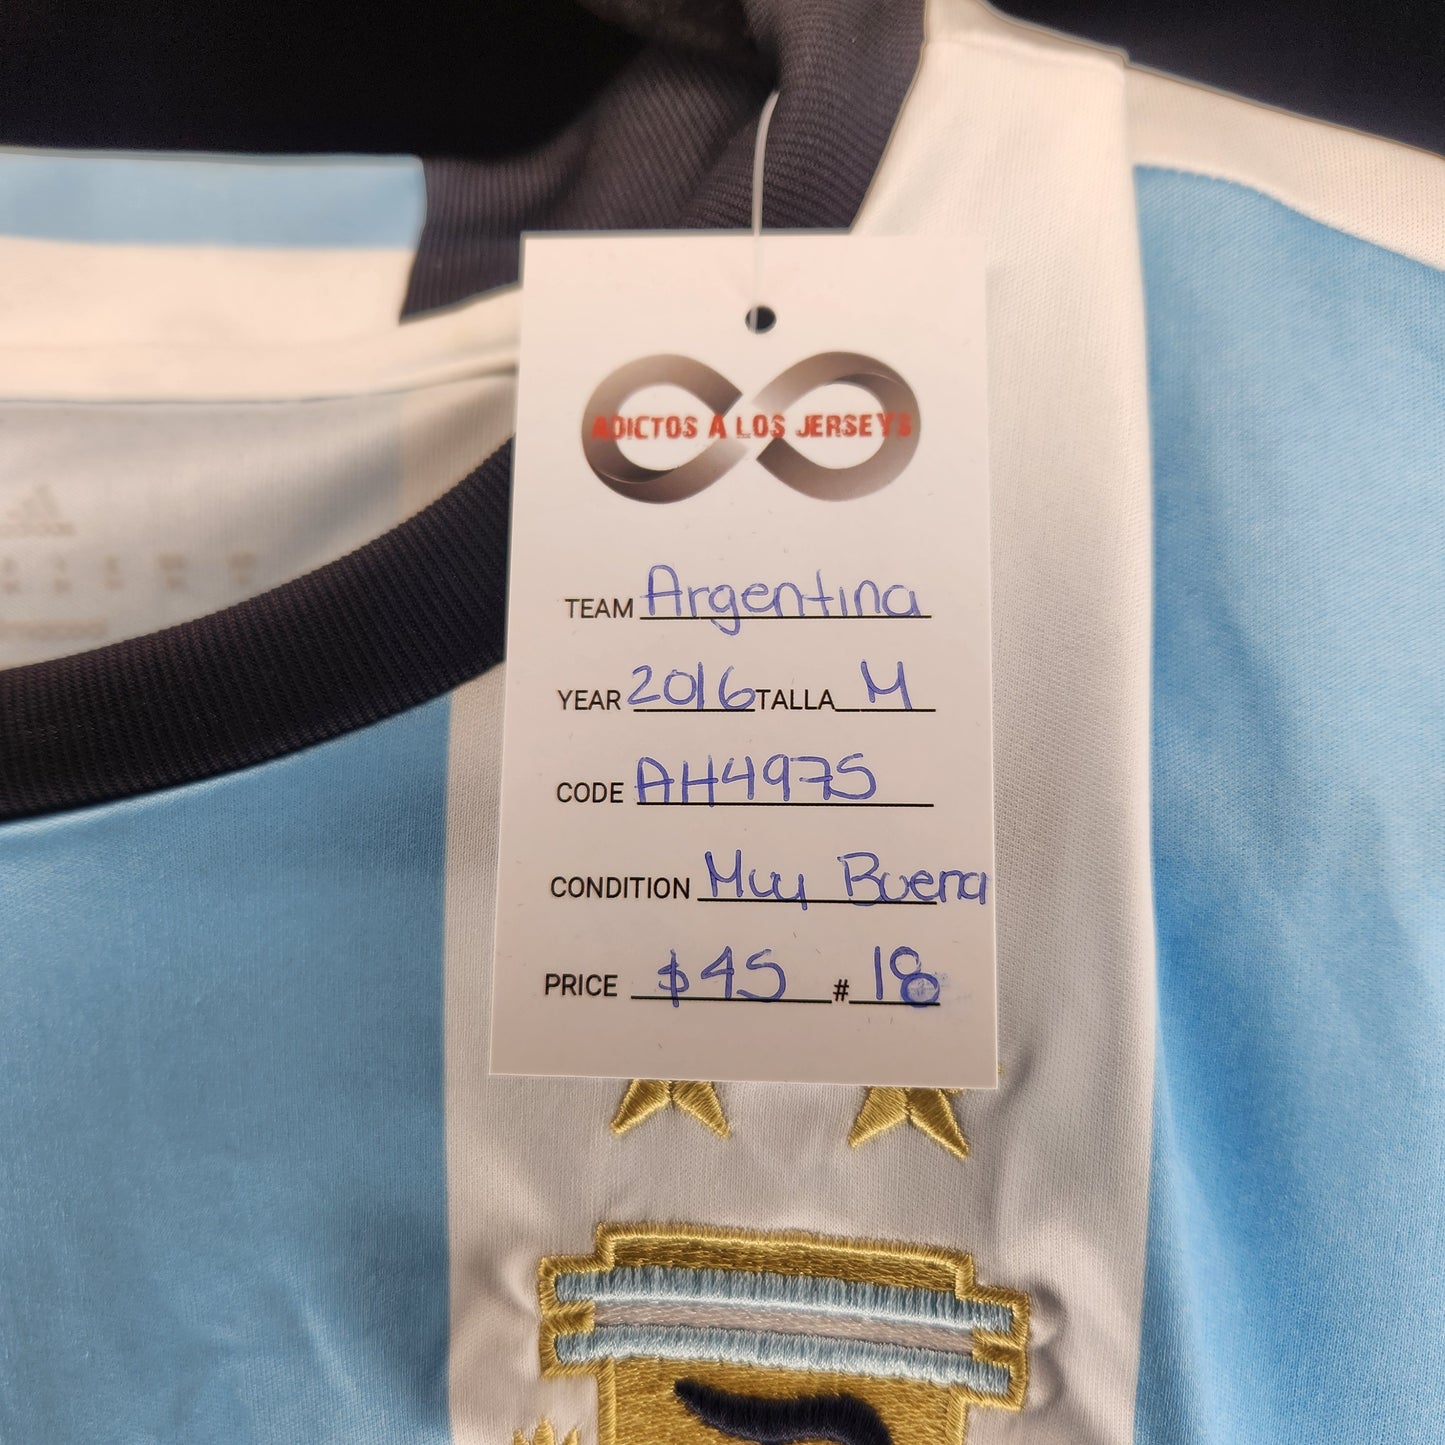 ADICTOS A LOS JERSEYS
TEAM Argentina
YEAR 2016 TALLA M
CODE AH4975
CONDITION Muy Buena
PRICE $45 # 18